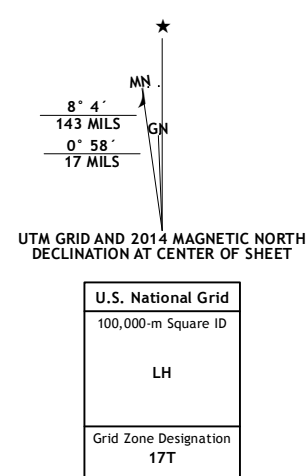 ★
MN
8° 4´
143 MILS
GN
0° 58´
17 MILS
UTM GRID AND 2014 MAGNETIC NORTH
DECLINATION AT CENTER OF SHEET
U.S. National Grid
100,000-m Square ID
LH
Grid Zone Designation
17T